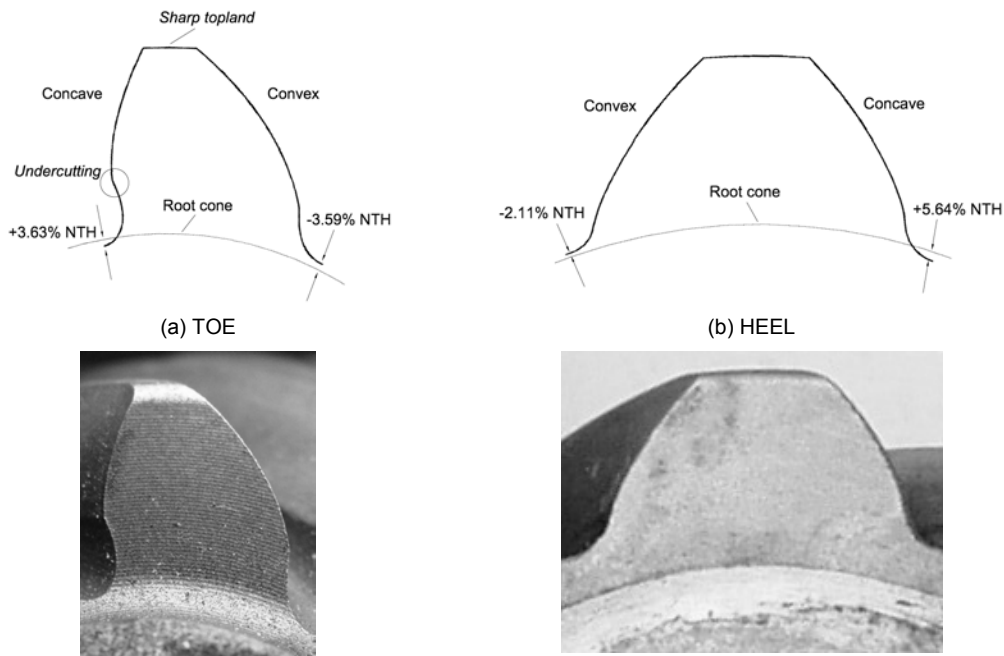 Sharp topland
Concave
Convex
Undercutting
Root cone
+3.63% NTH
-3.59% NTH
(a) TOE
Convex
Concave
Root cone
-2.11% NTH
+5.64% NTH
(b) HEEL